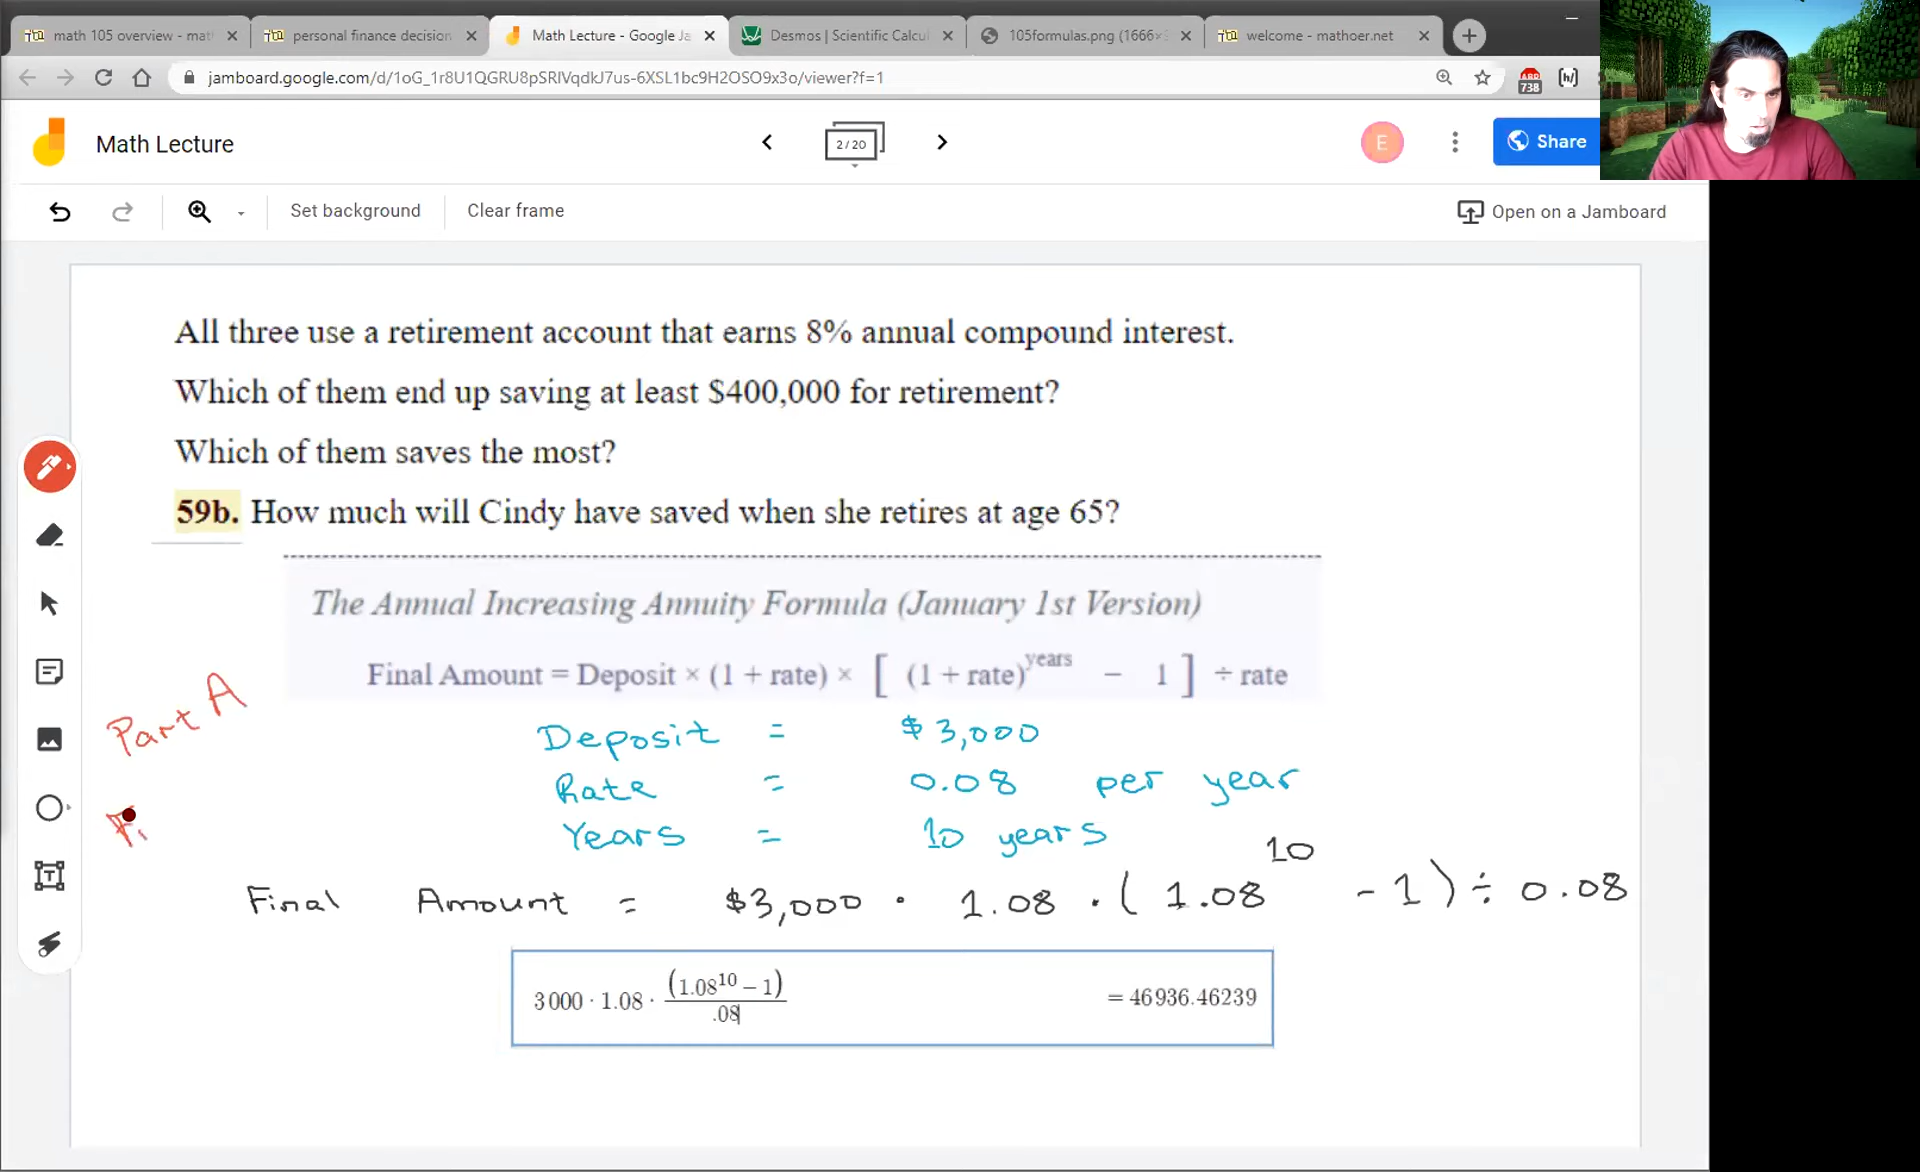 math 105 overview - mat
personal finance decision
Math Lecture - Google Ja
Desmos | Scientific Calcul
105formulas.png (1666×
welcome - mathoer.net
jamboard.google.com/d/1oG_1r8U1QGRU8pSRlVqdkJ7us-6XSL1bc9H2OSO9x3o/viewer?f=1
ABP
738
Math Lecture
2 / 20
E
Share
Set background
Clear frame
Open on a Jamboard
All three use a retirement account that earns 8% annual compound interest.
Which of them end up saving at least $400,000 for retirement?
Which of them saves the most?
59b. How much will Cindy have saved when she retires at age 65?
The Annual Increasing Annuity Formula (January 1st Version)
Final Amount = Deposit × (1 + rate) × [ (1 + rate)^years − 1 ] ÷ rate
Part A
Deposit = $3,000
Rate = 0.08 per year
Years = 10 years
Final Amount = $3,000 · 1.08 · (1.08^10 - 1) ÷ 0.08
3000 · 1.08 · (1.08^10 − 1)
.08
= 46936.46239